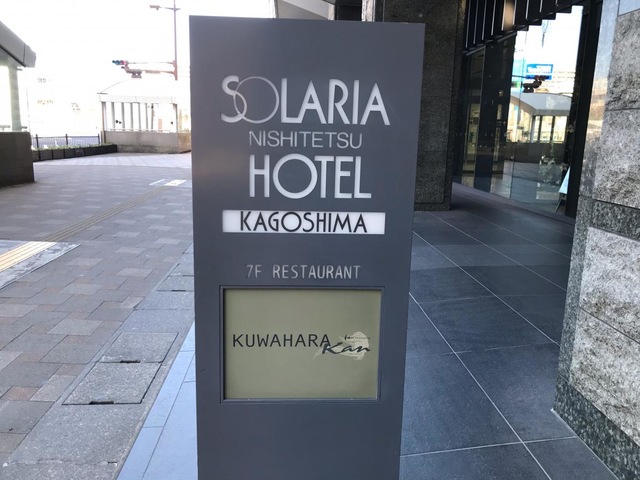 SOLARIA
NISHITETSU
HOTEL
KAGOSHIMA
7F RESTAURANT
KUWAHARA
Kan